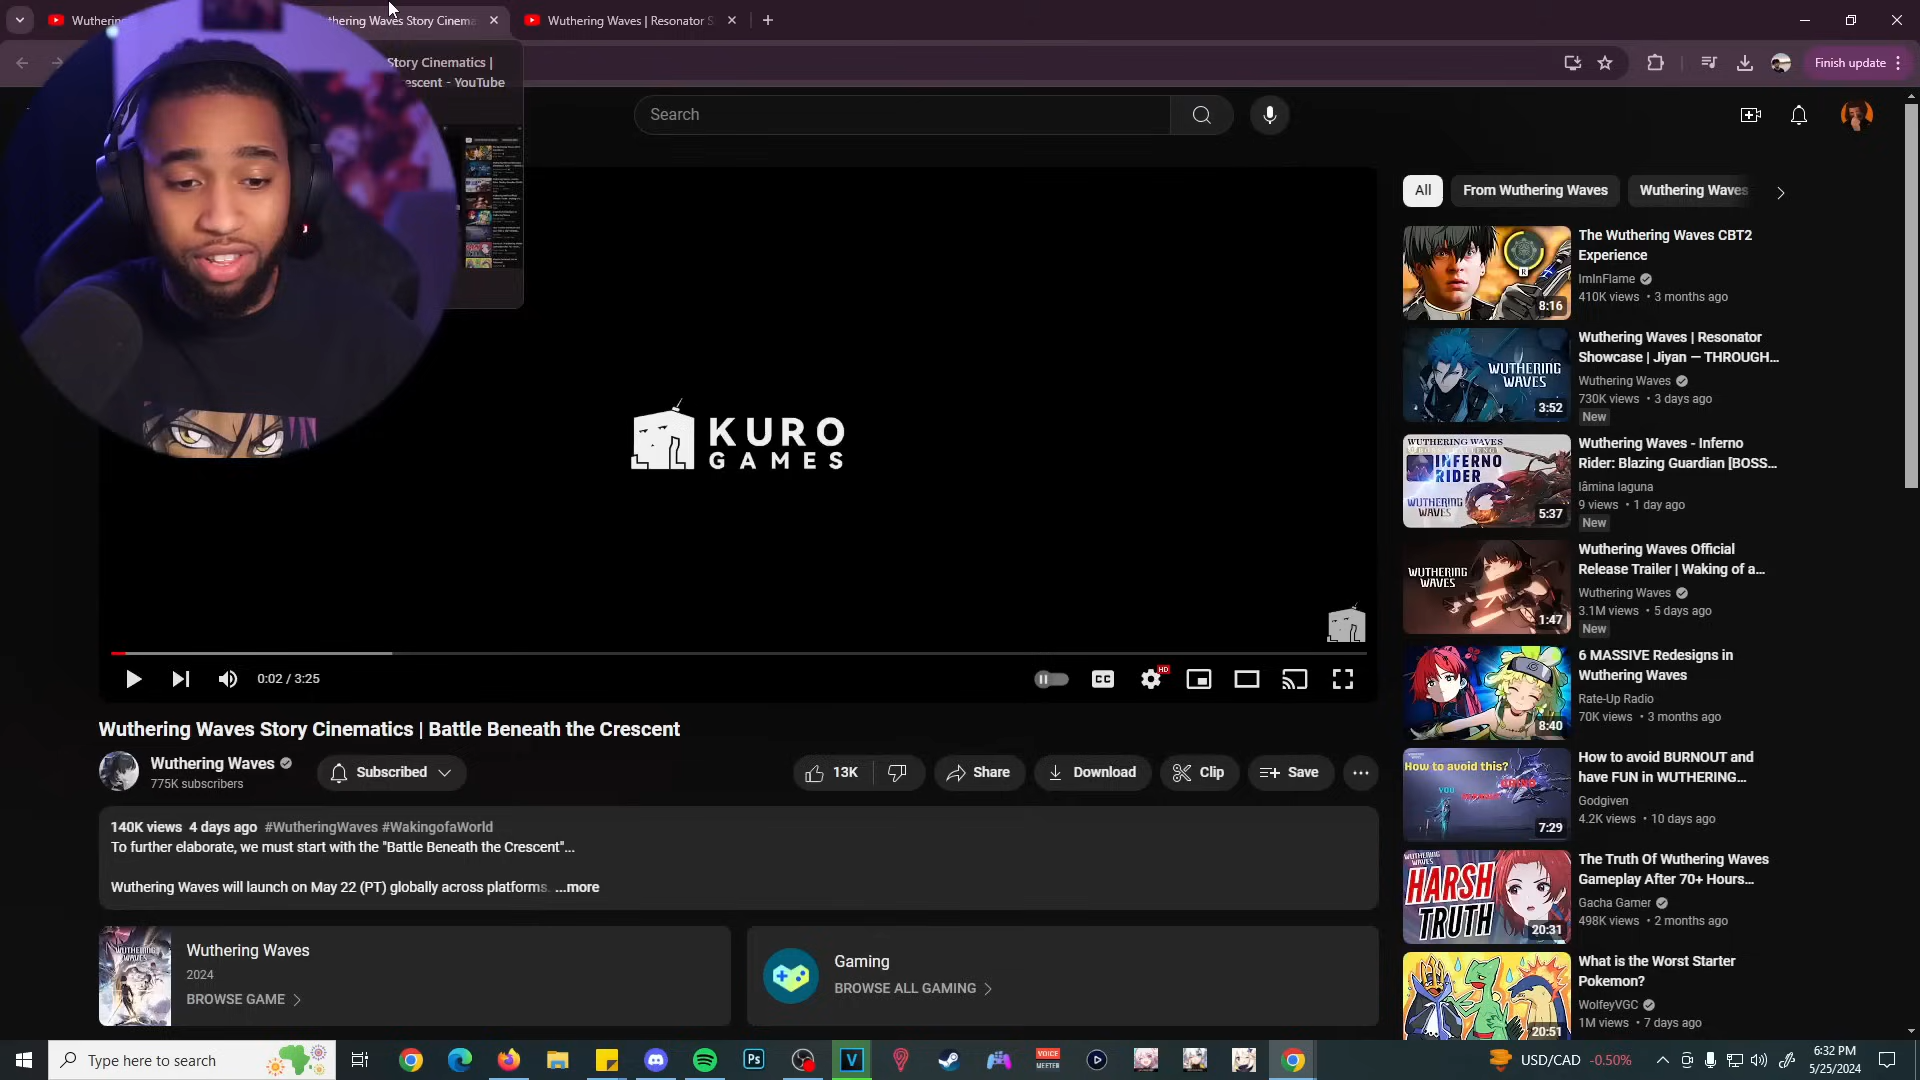 Wuthering
thering Waves Story Cinema
Wuthering Waves | Resonator S
Story Cinematics |
escent - YouTube
Finish update
Search
All
From Wuthering Waves
Wuthering Waves
KURO
GAMES
0:02 / 3:25
CC
HD
Wuthering Waves Story Cinematics | Battle Beneath the Crescent
Wuthering Waves
775K subscribers
Subscribed
13K
Share
Download
Clip
Save
140K views 4 days ago #WutheringWaves #WakingofaWorld
To further elaborate, we must start with the "Battle Beneath the Crescent"...
Wuthering Waves will launch on May 22 (PT) globally across platforms. ...more
WUTHERING
WAVES
Wuthering Waves
2024
BROWSE GAME
Gaming
BROWSE ALL GAMING
R
8:16
The Wuthering Waves CBT2
Experience
ImInFlame
410K views • 3 months ago
WUTHERING
WAVES
3:52
Wuthering Waves | Resonator
Showcase | Jiyan — THROUGH...
Wuthering Waves
730K views • 3 days ago
New
WUTHERING WAVES
INFERNO
RIDER
WUTHERING
WAVES
5:37
Wuthering Waves - Inferno
Rider: Blazing Guardian [BOSS...
lâmina laguna
9 views • 1 day ago
New
WUTHERING
WAVES
1:47
Wuthering Waves Official
Release Trailer | Waking of a...
Wuthering Waves
3.1M views • 5 days ago
New
8:40
6 MASSIVE Redesigns in
Wuthering Waves
Rate-Up Radio
70K views • 3 months ago
How to avoid this?
YOU
7:29
How to avoid BURNOUT and
have FUN in WUTHERING...
Godgiven
4.2K views • 10 days ago
WUTHERING
WAVES
HARSH
TRUTH
20:31
The Truth Of Wuthering Waves
Gameplay After 70+ Hours...
Gacha Gamer
498K views • 2 months ago
20:51
What is the Worst Starter
Pokemon?
WolfeyVGC
1M views • 7 days ago
Type here to search
Ps
V
VOICE
MEETER
USD/CAD -0.50%
6:32 PM
5/25/2024